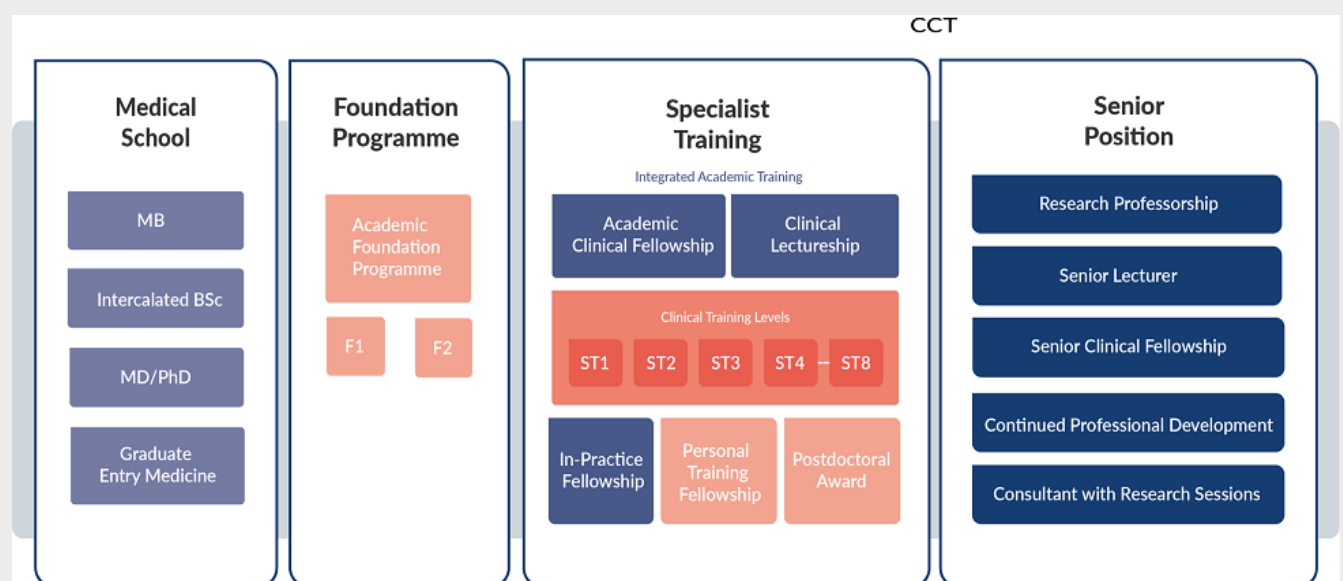 CCT
Medical
School
MB
Intercalated BSc
MD/PhD
Graduate
Entry Medicine
Foundation
Programme
Academic
Foundation
Programme
F1
F2
Specialist
Training
Integrated Academic Training
Academic
Clinical Fellowship
Clinical
Lectureship
Clinical Training Levels
ST1
ST2
ST3
ST4
--
ST8
In-Practice
Fellowship
Personal
Training
Fellowship
Postdoctoral
Award
Senior
Position
Research Professorship
Senior Lecturer
Senior Clinical Fellowship
Continued Professional Development
Consultant with Research Sessions